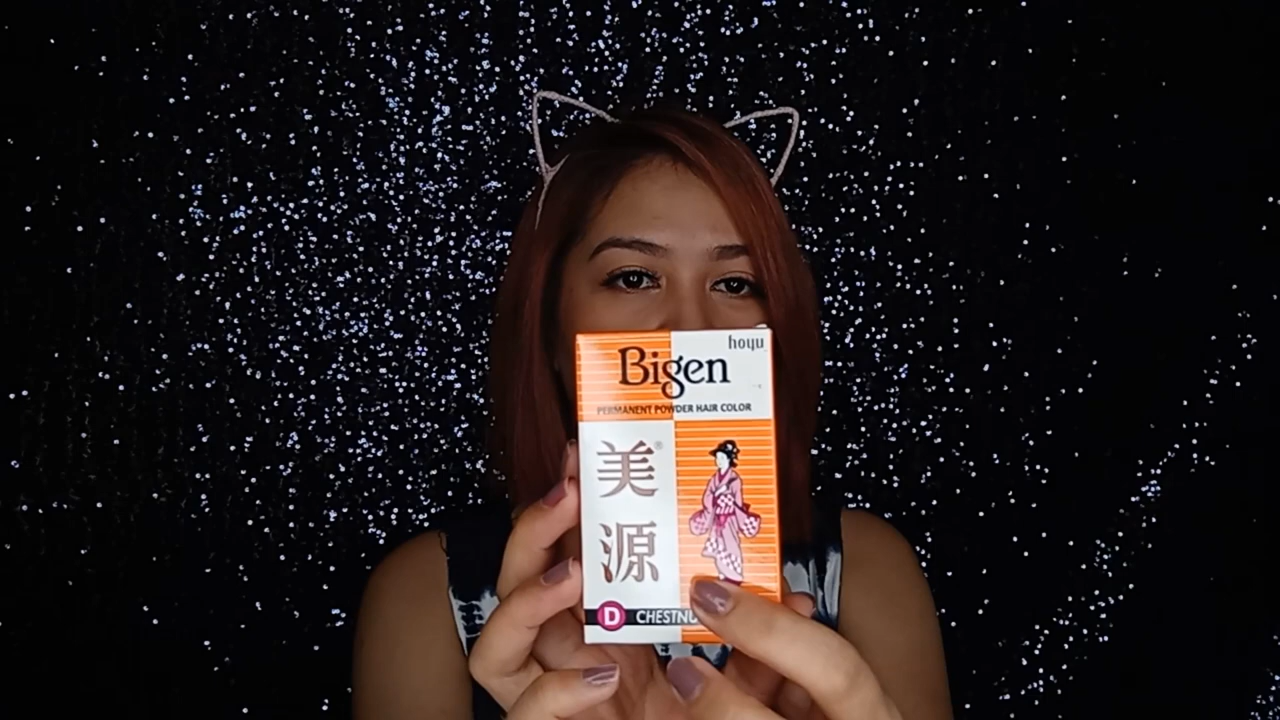 hoyu
Bigen
PERMANENT POWDER HAIR COLOR
美®
源
D CHESTNU